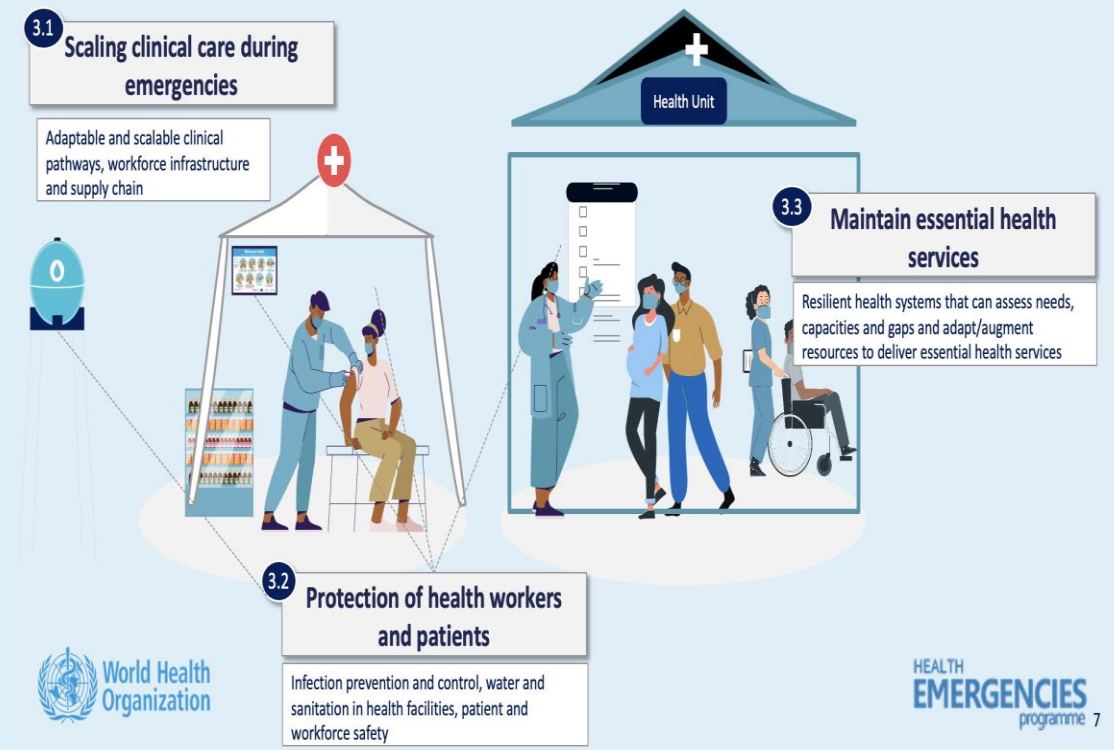 3.1
Scaling clinical care during
emergencies
Adaptable and scalable clinical
pathways, workforce infrastructure
and supply chain
Health Unit
3.3
Maintain essential health
services
Resilient health systems that can assess needs,
capacities and gaps and adapt/augment
resources to deliver essential health services
3.2
Protection of health workers
and patients
Infection prevention and control, water and
sanitation in health facilities, patient and
workforce safety
World Health
Organization
HEALTH
EMERGENCIES
programme
7